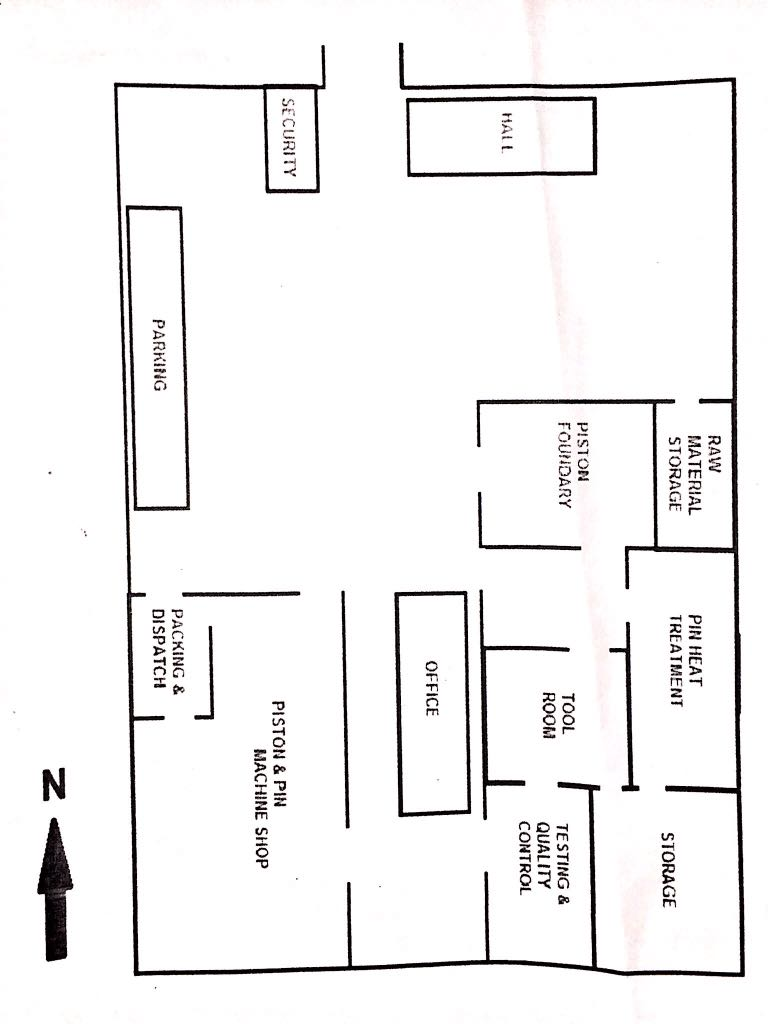 SECURITY
HALL
PARKING
RAW
MATERIAL
STORAGE
PISTON
FOUNDARY
PIN HEAT
TREATMENT
PACKING &
DISPATCH
OFFICE
TOOL
ROOM
PISTON & PIN
MACHINE SHOP
TESTING &
QUALITY
CONTROL
STORAGE
N